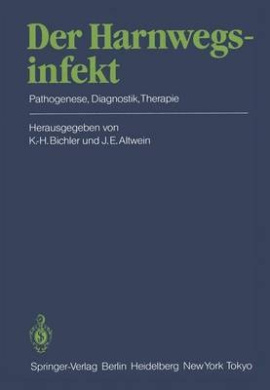 Der Harnwegs-
infekt
Pathogenese, Diagnostik, Therapie
Herausgegeben von
K.-H. Bichler und J. E. Altwein
Springer-Verlag Berlin Heidelberg New York Tokyo